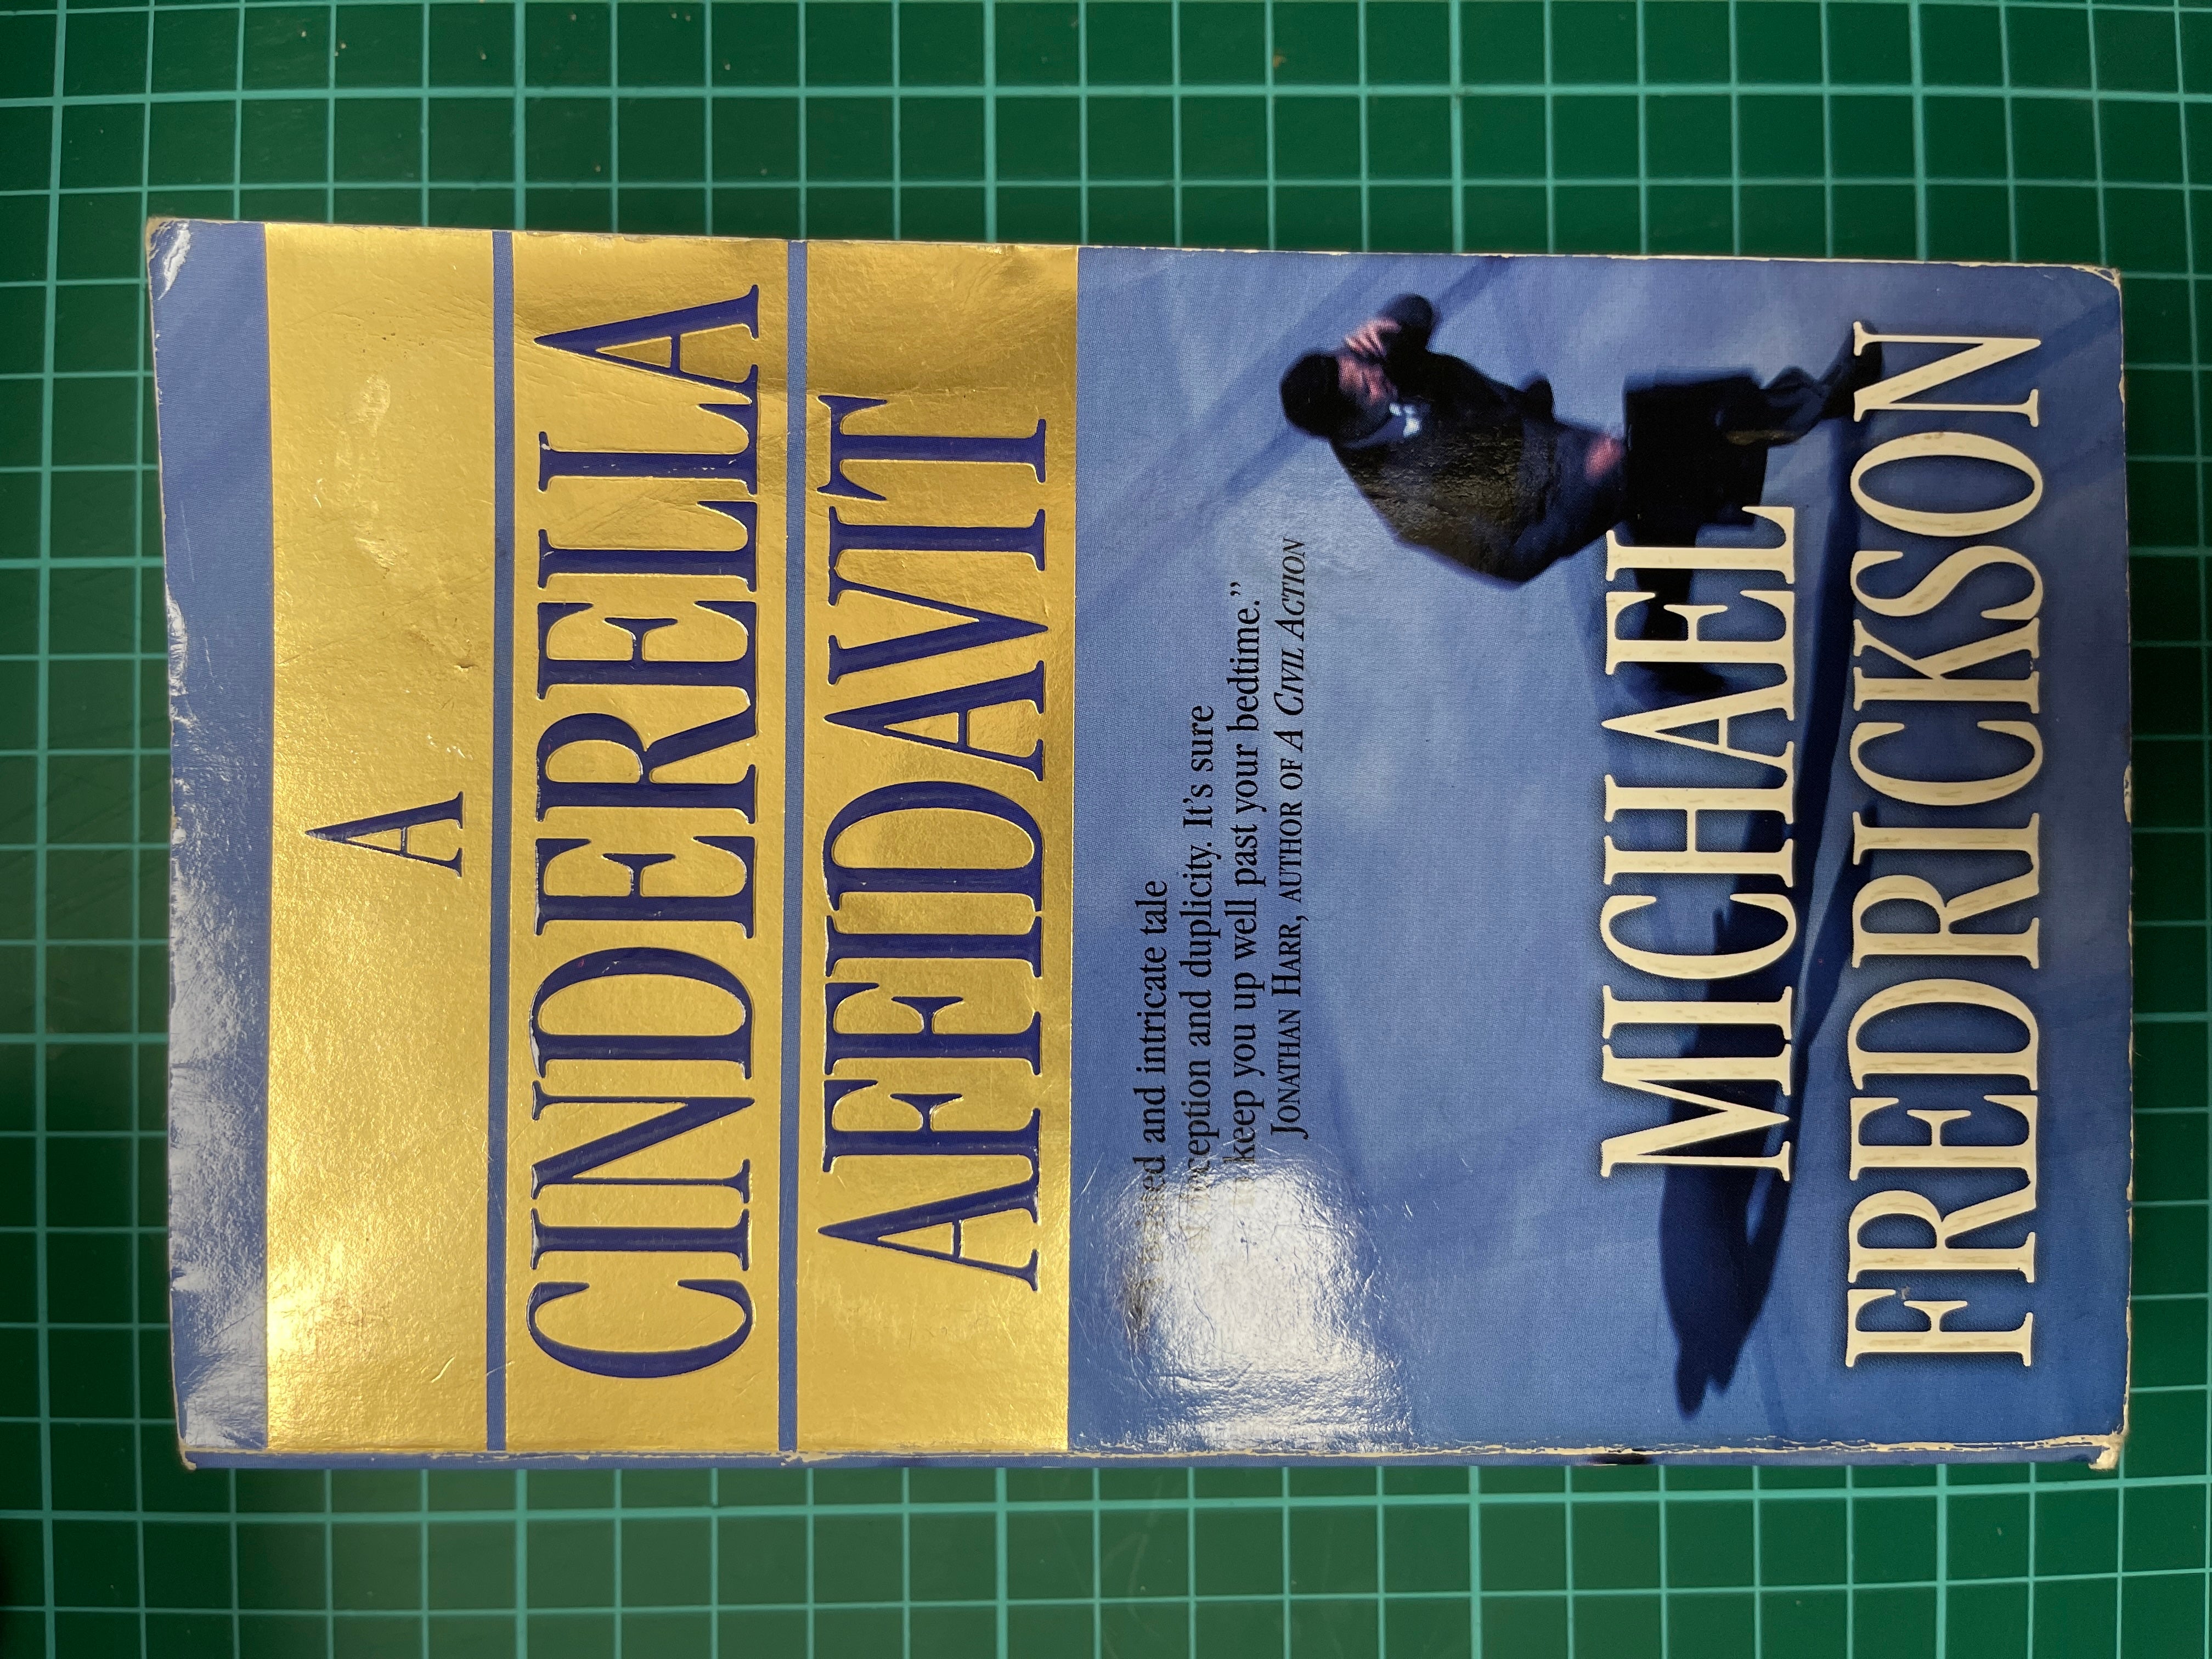 A
CINDERELLA
AFFIDAVIT
and intricate tale
and duplicity. It's sure
keep you up well past your bedtime."
JONATHAN HARR, AUTHOR OF A CIVIL ACTION
MICHAEL
FREDRICKSON